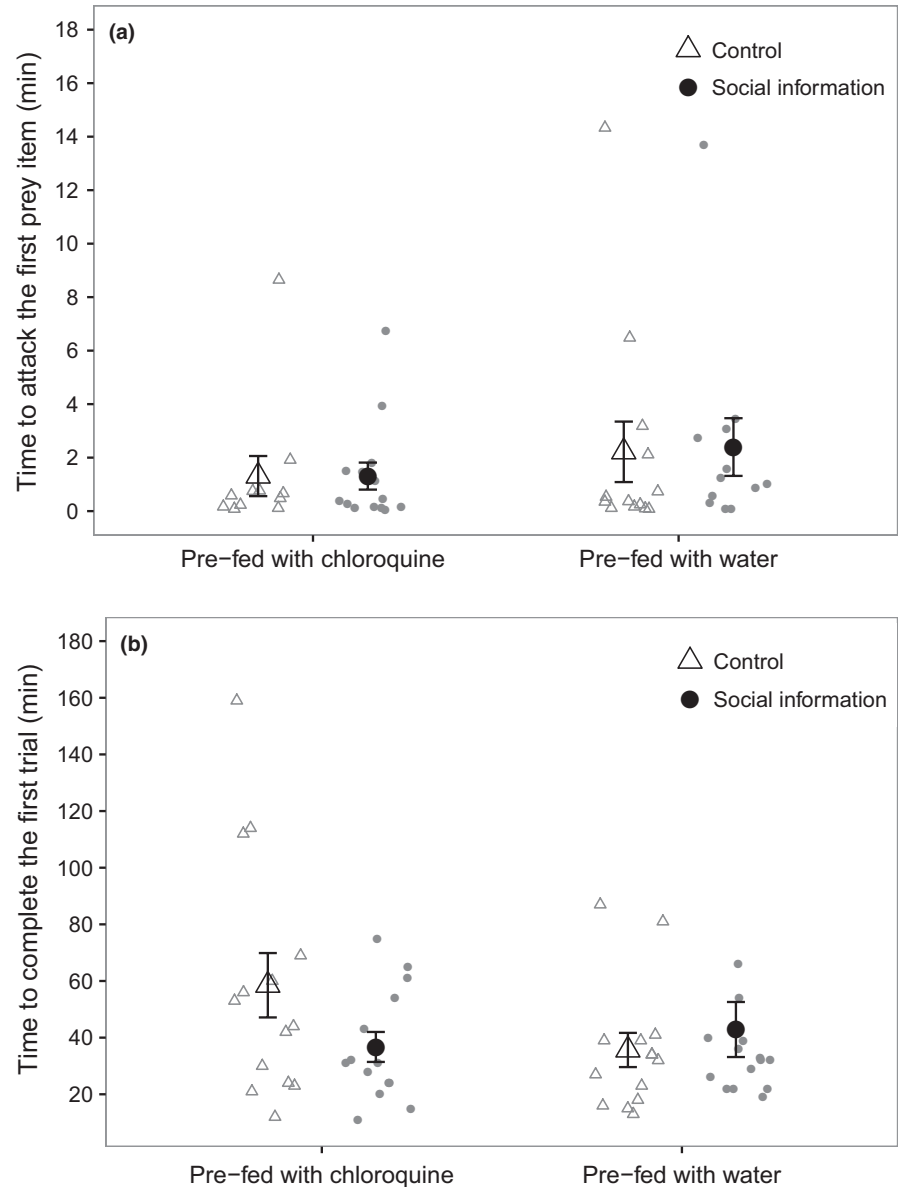 (a)
Time to attack the first prey item (min)
18
16
14
12
10
8
6
4
2
0
Control
Social information
Pre−fed with chloroquine
Pre−fed with water
(b)
Time to complete the first trial (min)
180
160
140
120
100
80
60
40
20
Control
Social information
Pre−fed with chloroquine
Pre−fed with water